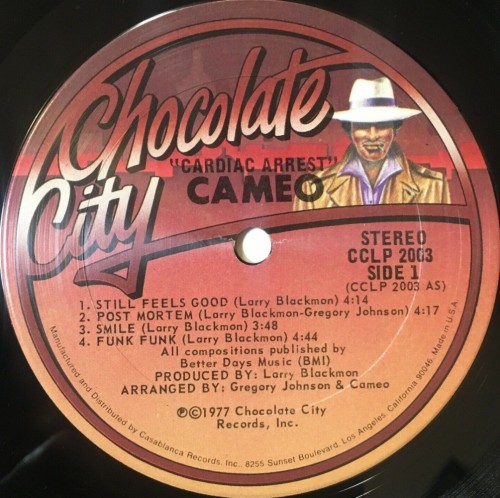 Chocolate
City
"CARDIAC ARREST"
CAMEO
STEREO
CCLP 2003
SIDE 1
(CCLP 2003 AS)
1. STILL FEELS GOOD (Larry Blackmon) 4:14
2. POST MORTEM (Larry Blackmon-Gregory Johnson) 4:17
3. SMILE (Larry Blackmon) 3:48
4. FUNK FUNK (Larry Blackmon) 4:44
All compositions published by
Better Days Music (BMI)
PRODUCED BY: Larry Blackmon
ARRANGED BY: Gregory Johnson & Cameo
℗©1977 Chocolate City
Records, Inc.
Manufactured and Distributed by Casablanca Records, Inc., 8255 Sunset Boulevard, Los Angeles, California 90046, Made in U.S.A.